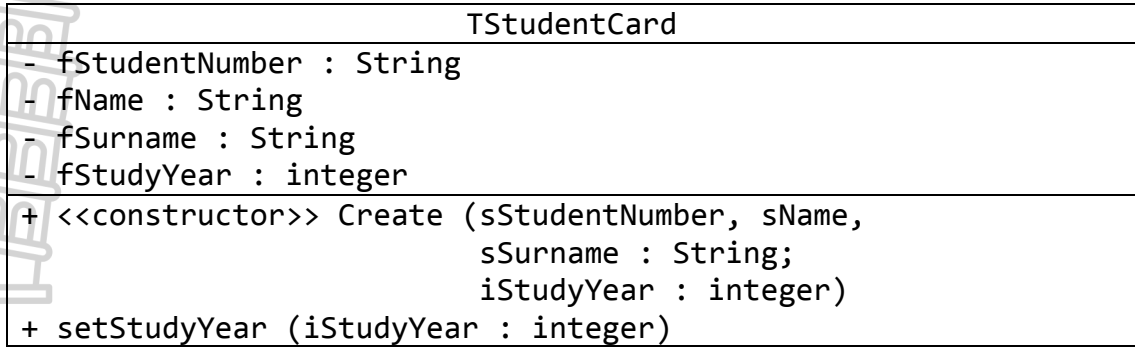 TStudentCard
- fStudentNumber : String
- fName : String
- fSurname : String
- fStudyYear : integer
+ <<constructor>> Create (sStudentNumber, sName,
sSurname : String;
iStudyYear : integer)
+ setStudyYear (iStudyYear : integer)